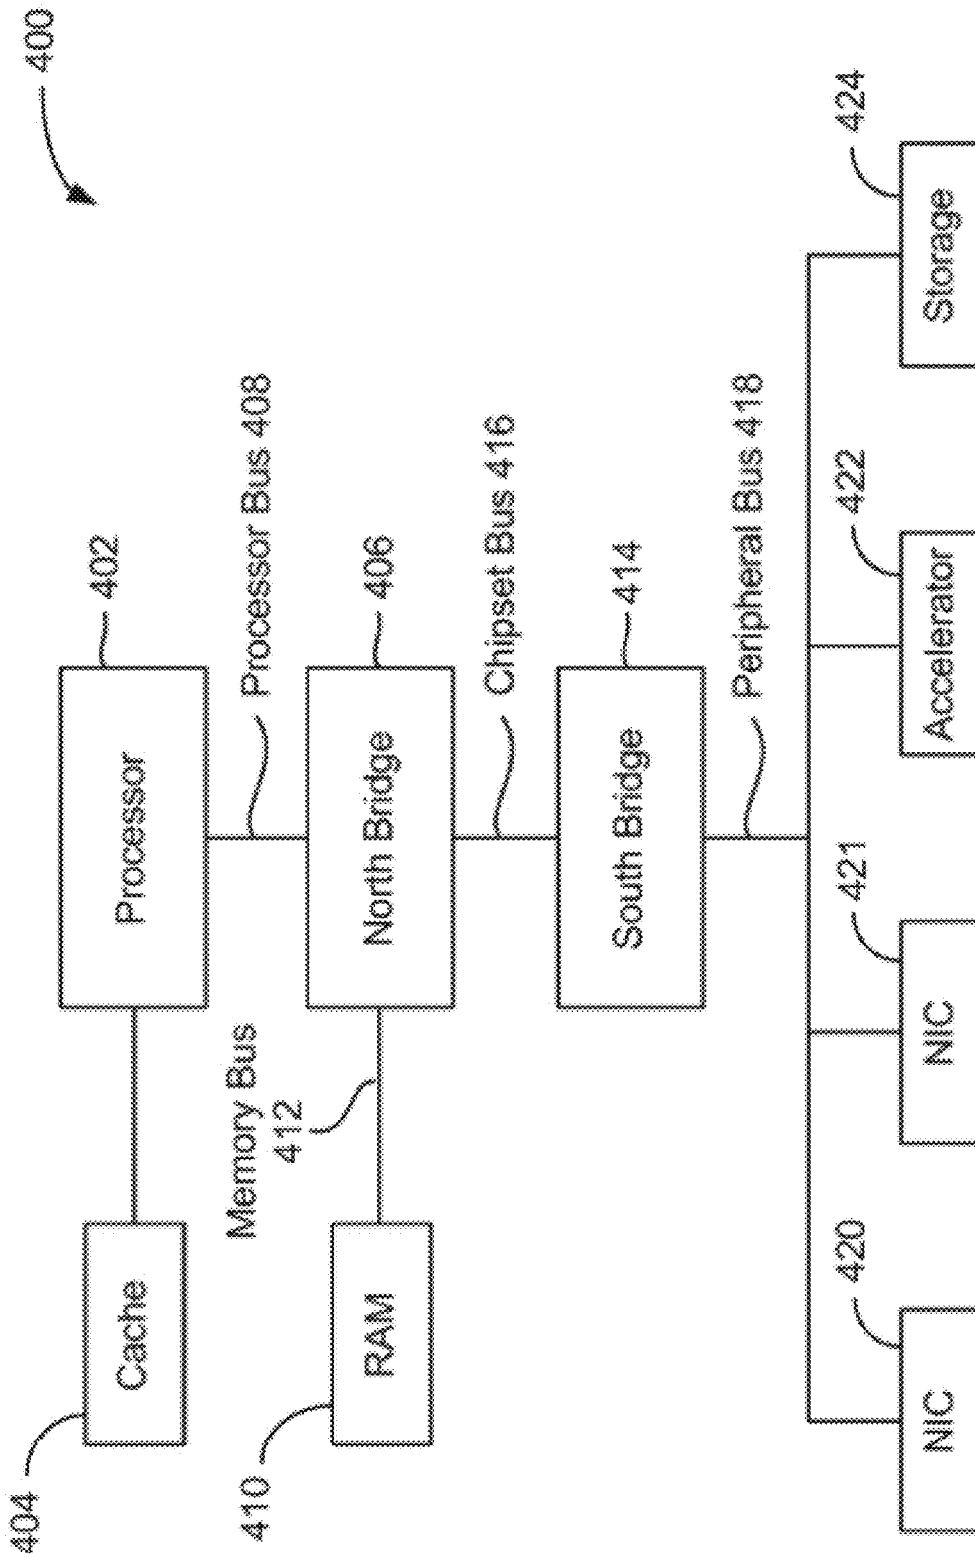 400
404
Cache
Processor
402
Processor Bus 408
Memory Bus
412
410
RAM
North Bridge
406
Chipset Bus 416
South Bridge
414
Peripheral Bus 418
420
NIC
421
NIC
422
Accelerator
424
Storage